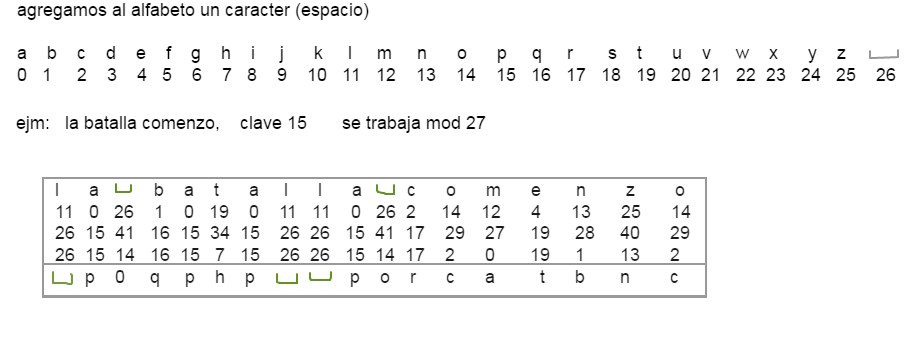 agregamos al alfabeto un caracter (espacio)
a b c d e f g h i j k l m n o p q r s t u v w x y z ⌴
0 1 2 3 4 5 6 7 8 9 10 11 12 13 14 15 16 17 18 19 20 21 22 23 24 25 26
ejm: la batalla comenzo, clave 15 se trabaja mod 27
l a ⌴ b a t a l l a ⌴ c o m e n z o
11 0 26 1 0 19 0 11 11 0 26 2 14 12 4 13 25 14
26 15 41 16 15 34 15 26 26 15 41 17 29 27 19 28 40 29
26 15 14 16 15 7 15 26 26 15 14 17 2 0 19 1 13 2
⌴ p 0 q p h p ⌴ ⌴ p o r c a t b n c